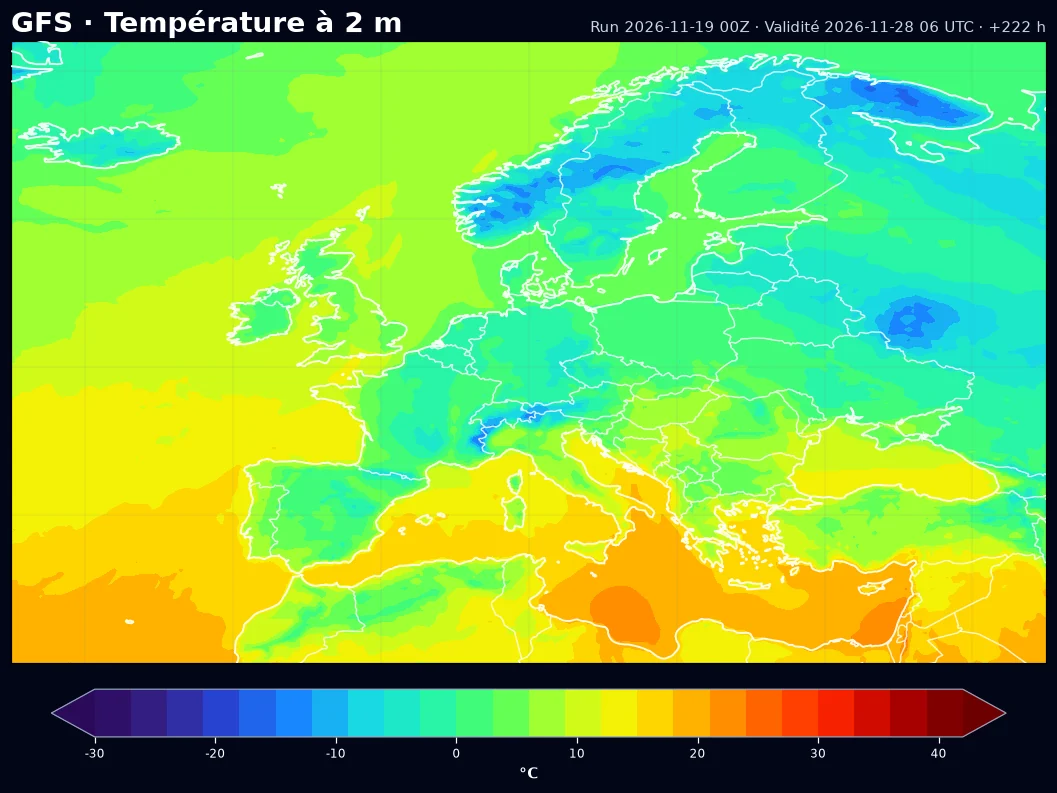 GFS · Température à 2 m
Run 2026-11-19 00Z · Validité 2026-11-28 06 UTC · +222 h
-30 -20 -10 0 10 20 30 40
°C